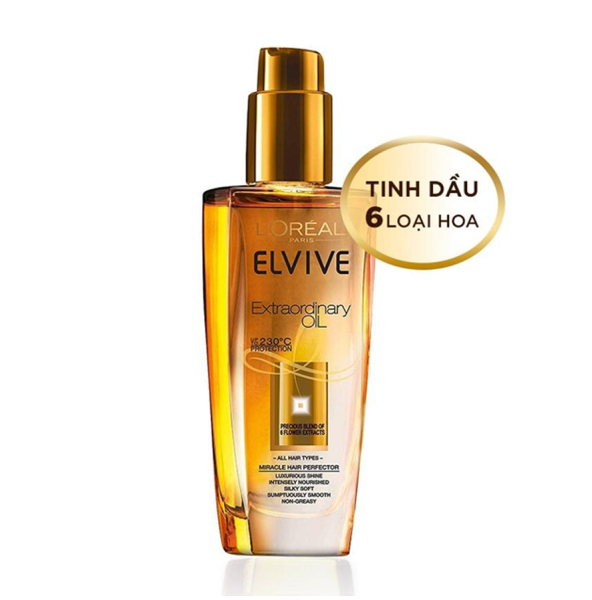 L'ORÉAL
PARIS
ELVIVE
Extraordinary
OIL
VS 230°C
PROTECTION
PRECIOUS BLEND OF
6 FLOWER EXTRACTS
– ALL HAIR TYPES –
MIRACLE HAIR PERFECTOR
LUXURIOUS SHINE
INTENSELY NOURISHED
SILKY SOFT
SUMPTUOUSLY SMOOTH
NON-GREASY
TINH DẦU
6 LOẠI HOA